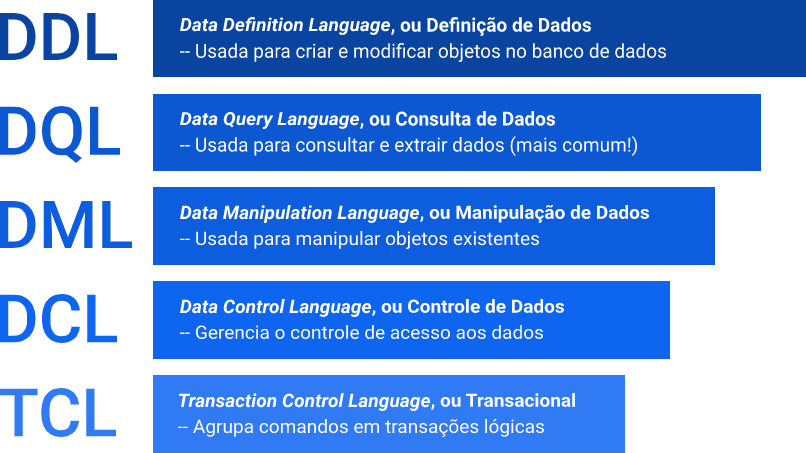 DDL
Data Definition Language, ou Definição de Dados
-- Usada para criar e modificar objetos no banco de dados
DQL
Data Query Language, ou Consulta de Dados
-- Usada para consultar e extrair dados (mais comum!)
DML
Data Manipulation Language, ou Manipulação de Dados
-- Usada para manipular objetos existentes
DCL
Data Control Language, ou Controle de Dados
-- Gerencia o controle de acesso aos dados
TCL
Transaction Control Language, ou Transacional
-- Agrupa comandos em transações lógicas